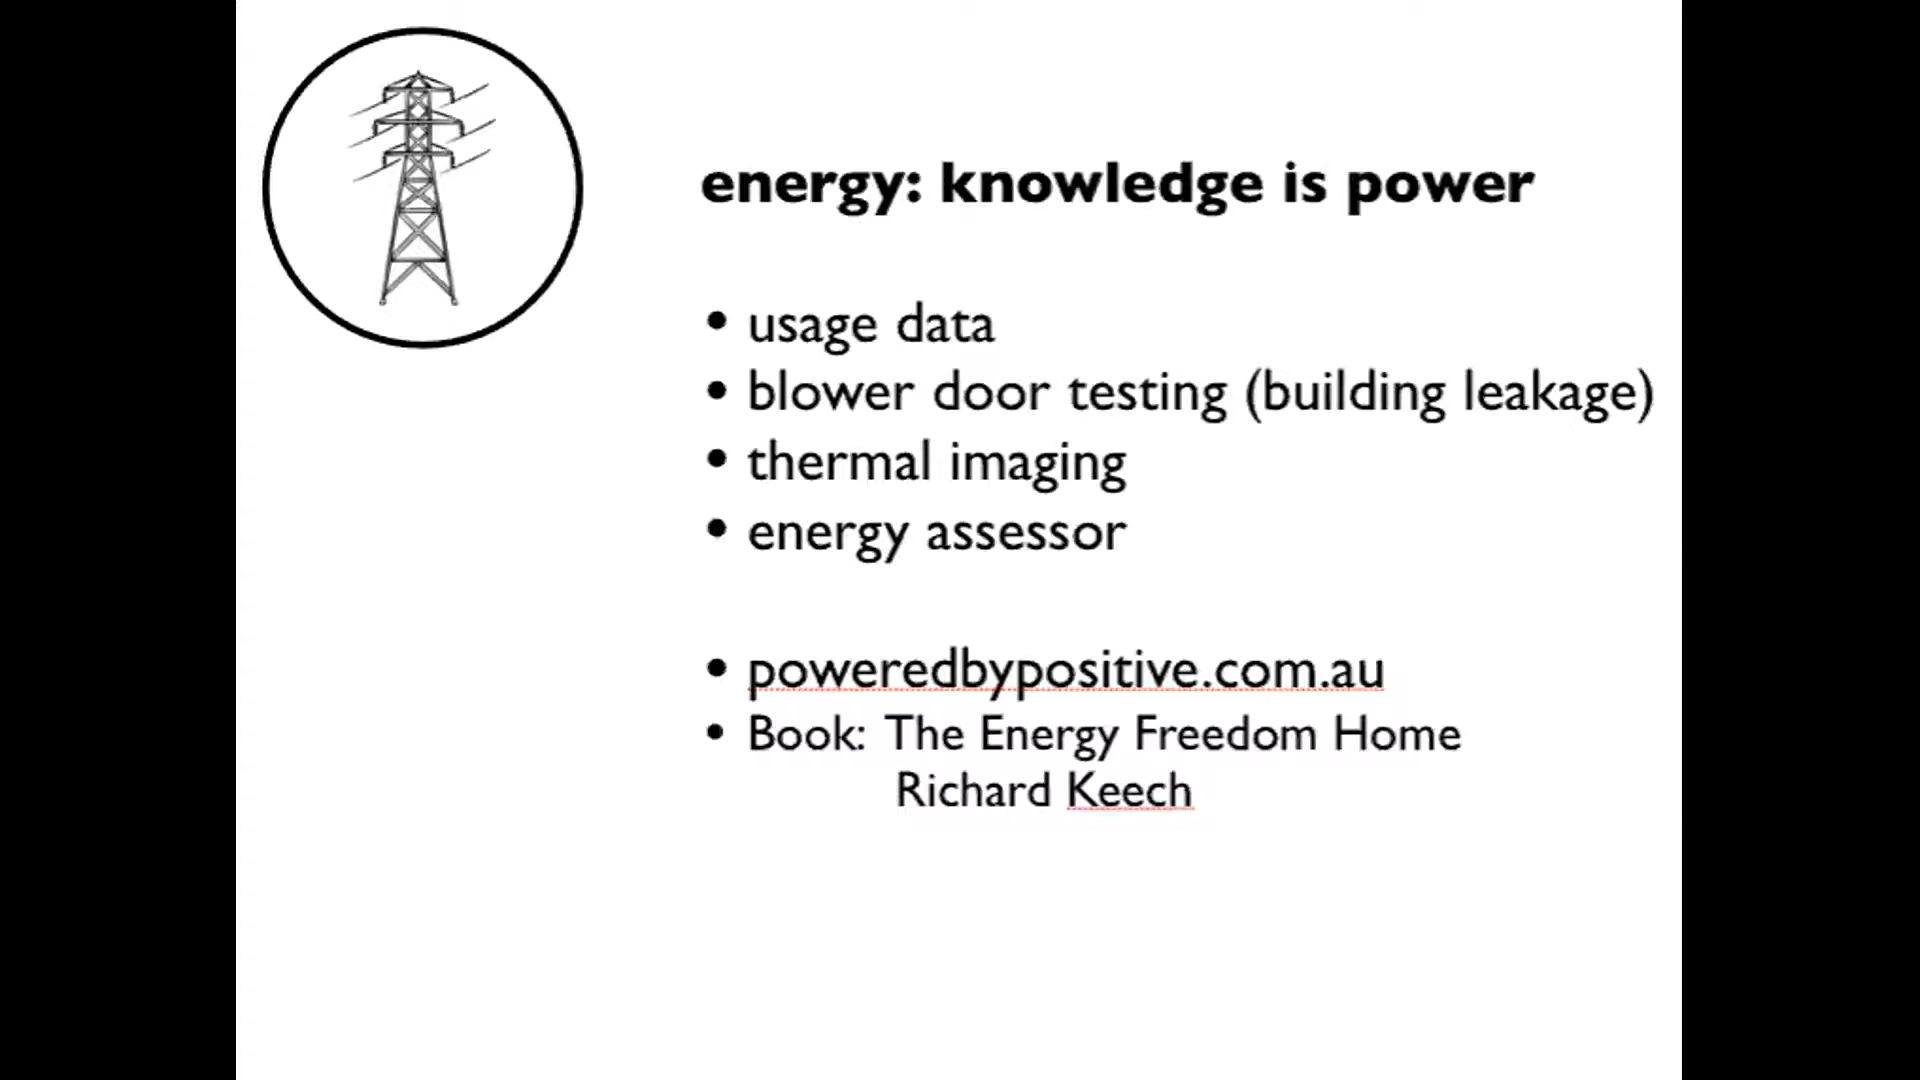 energy: knowledge is power
• usage data
• blower door testing (building leakage)
• thermal imaging
• energy assessor
• poweredbypositive.com.au
• Book: The Energy Freedom Home
Richard Keech